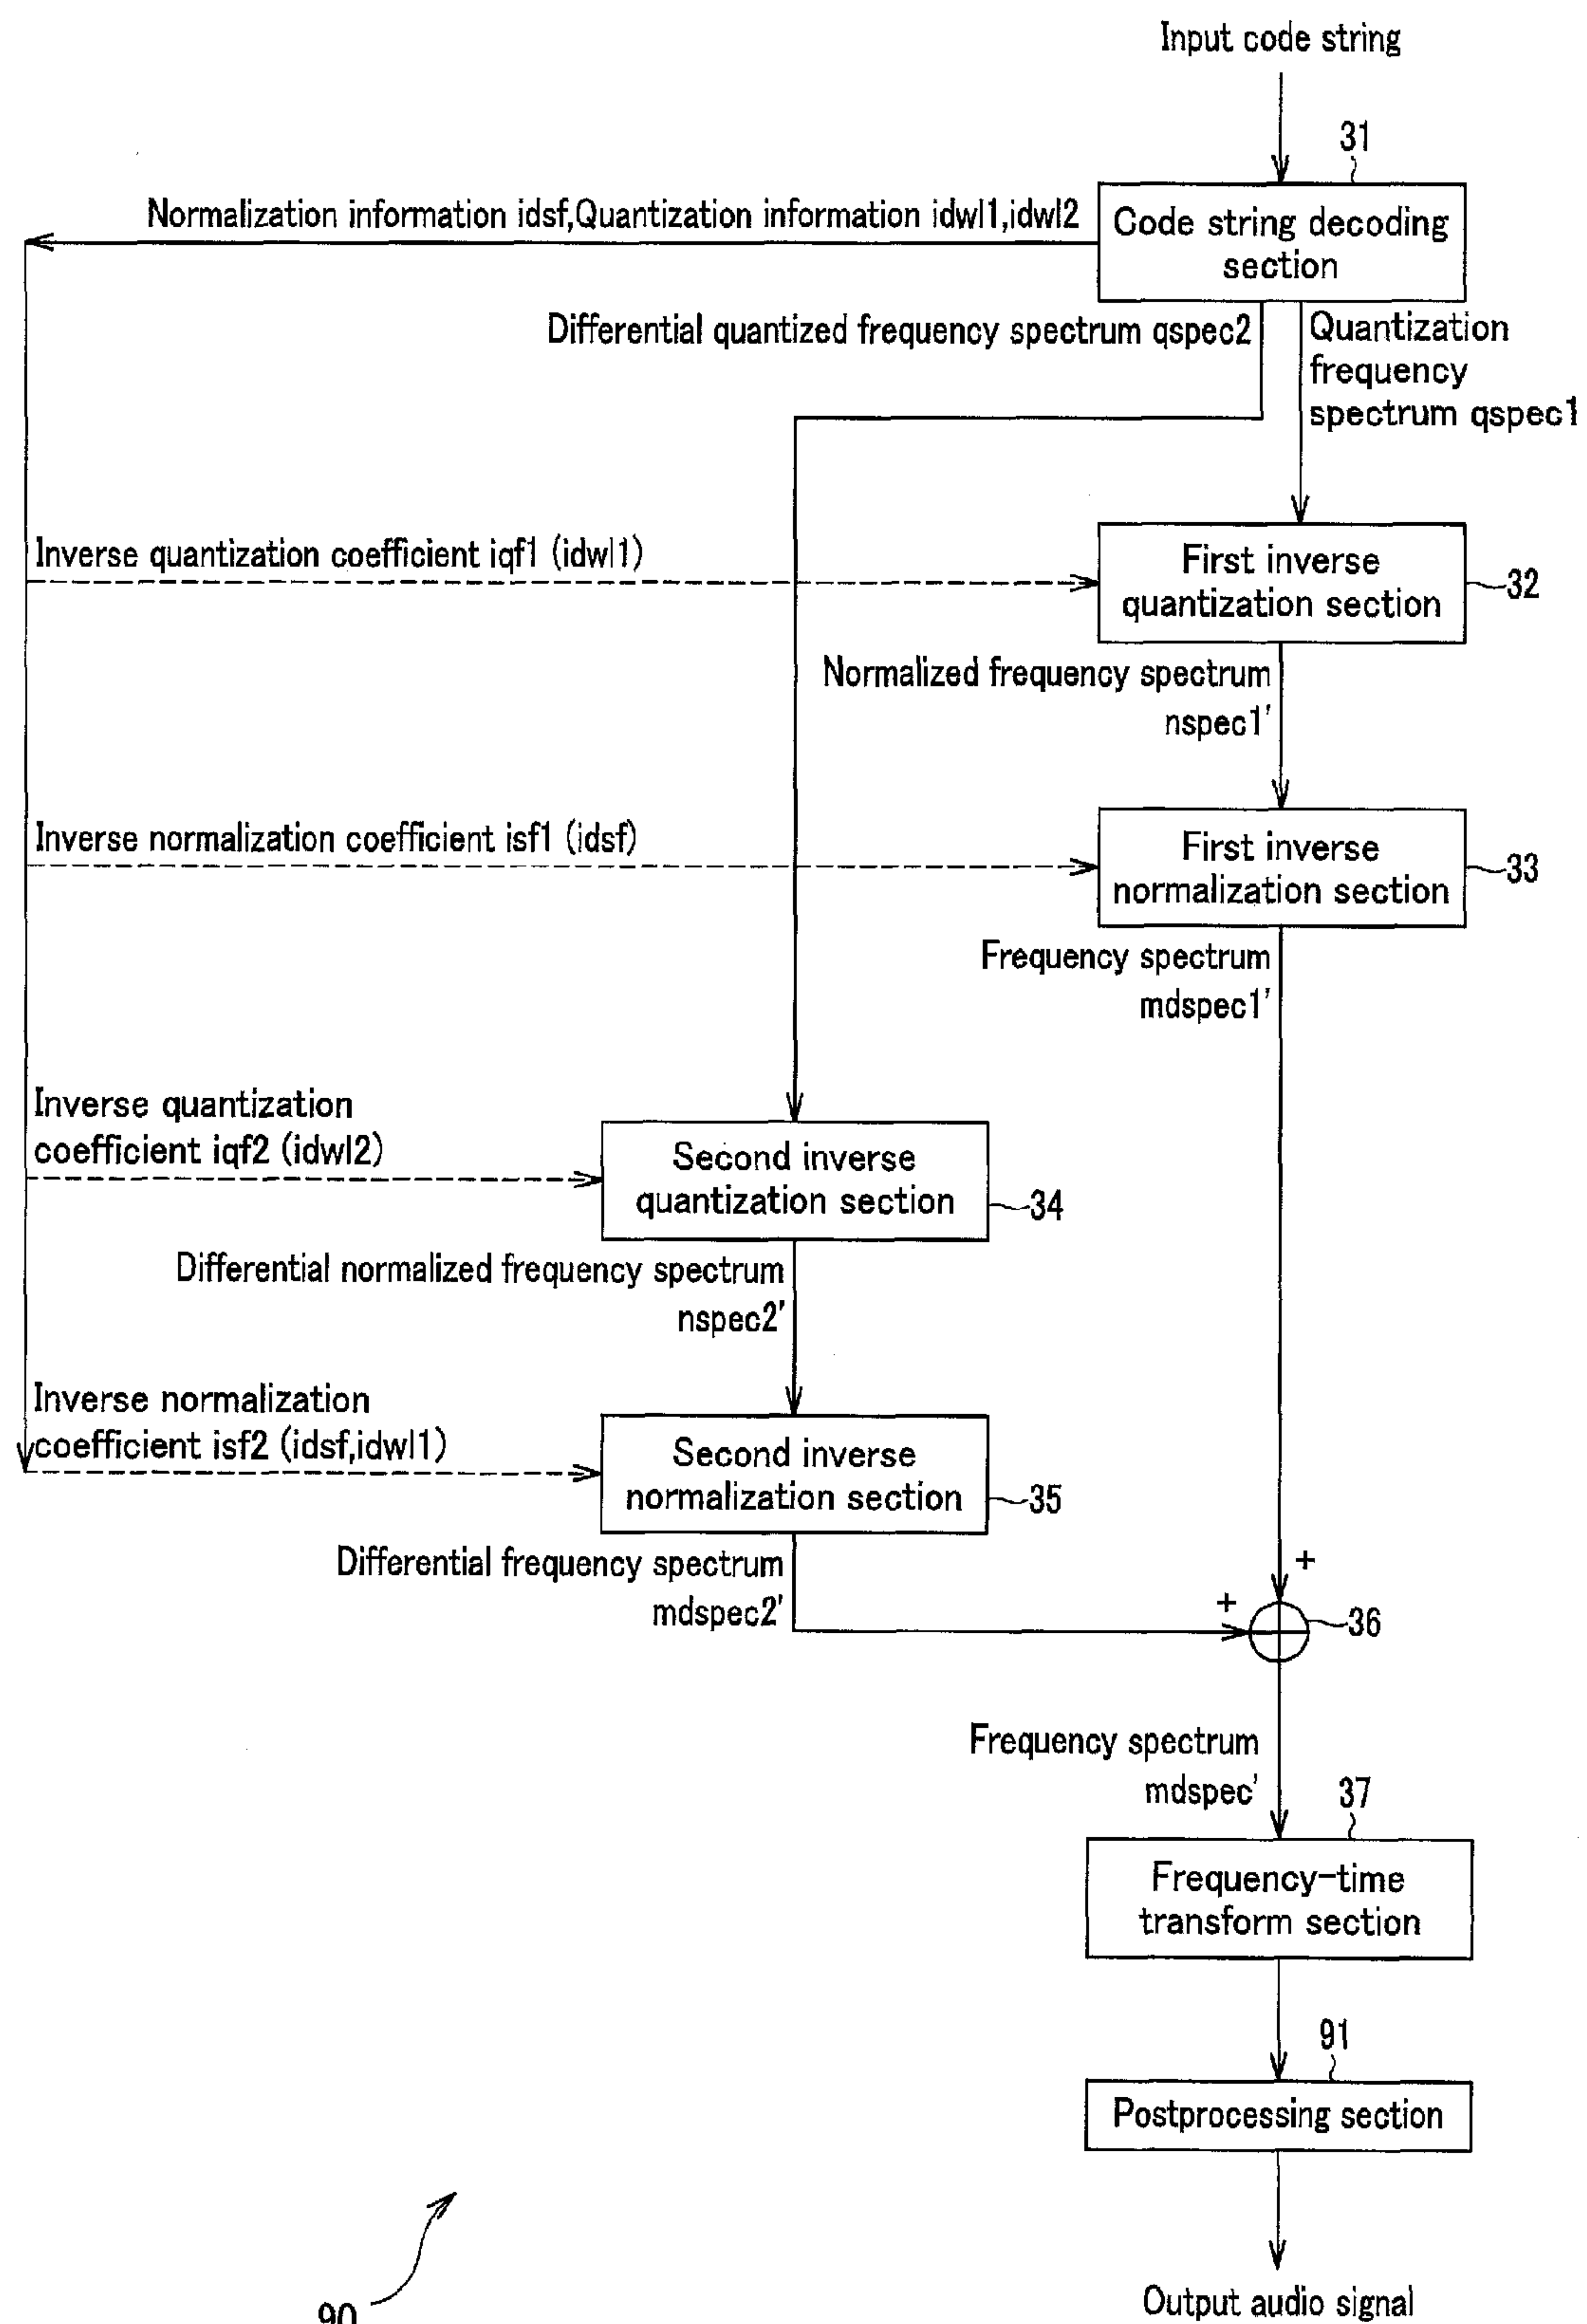 Input code string
31
Normalization information idsf,Quantization information idwl1,idwl2
Code string decoding
section
Differential quantized frequency spectrum qspec2
Quantization
frequency
spectrum qspec1
Inverse quantization coefficient iqf1 (idwl1)
First inverse
quantization section
32
Normalized frequency spectrum
nspec1'
Inverse normalization coefficient isf1 (idsf)
First inverse
normalization section
33
Frequency spectrum
mdspec1'
Inverse quantization
coefficient iqf2 (idwl2)
Second inverse
quantization section
34
Differential normalized frequency spectrum
nspec2'
Inverse normalization
coefficient isf2 (idsf,idwl1)
Second inverse
normalization section
35
Differential frequency spectrum
mdspec2'
+
+
36
Frequency spectrum
mdspec'
37
Frequency-time
transform section
91
Postprocessing section
90
Output audio signal